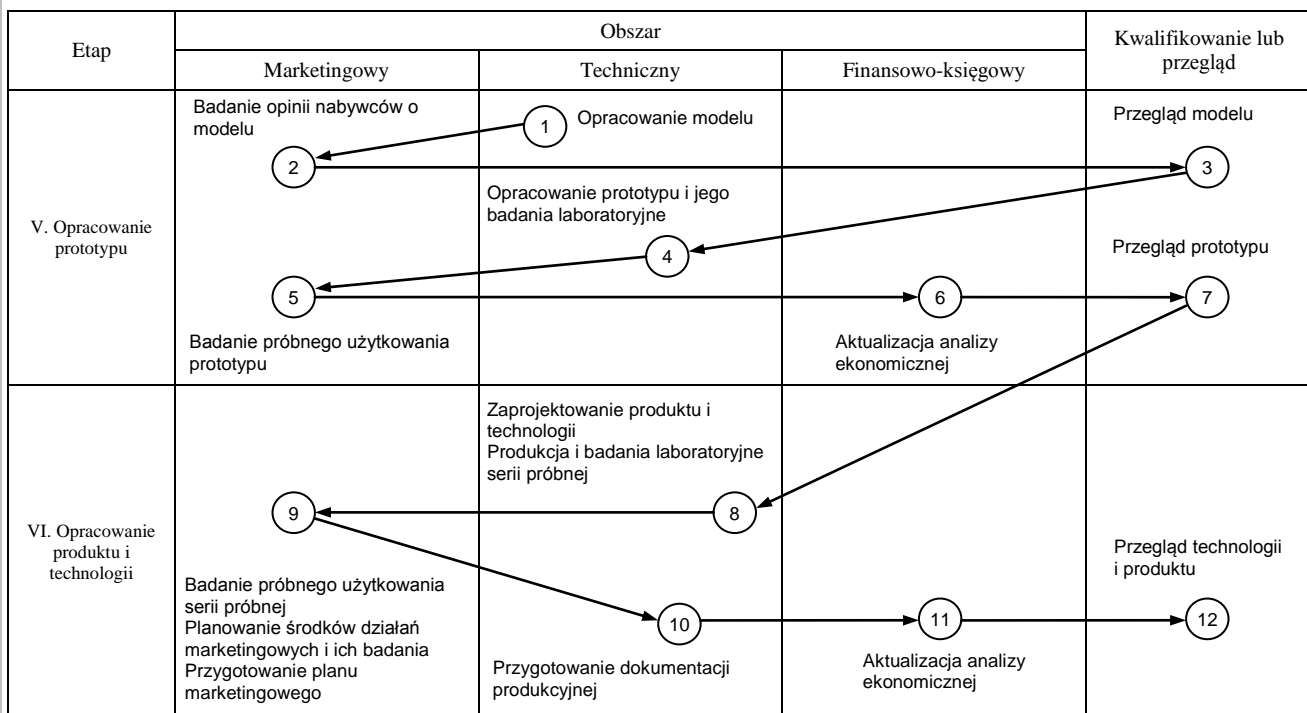 Etap
Obszar
Kwalifikowanie lub
przegląd
Marketingowy
Techniczny
Finansowo-księgowy
V. Opracowanie
prototypu
Badanie opinii nabywców o
modelu
1
Opracowanie modelu
Przegląd modelu
2
3
Opracowanie prototypu i jego
badania laboratoryjne
4
Przegląd prototypu
5
6
7
Badanie próbnego użytkowania
prototypu
Aktualizacja analizy
ekonomicznej
VI. Opracowanie
produktu i
technologii
Zaprojektowanie produktu i
technologii
Produkcja i badania laboratoryjne
serii próbnej
9
8
Przegląd technologii
i produktu
Badanie próbnego użytkowania
serii próbnej
Planowanie środków działań
marketingowych i ich badania
Przygotowanie planu
marketingowego
10
11
12
Przygotowanie dokumentacji
produkcyjnej
Aktualizacja analizy
ekonomicznej